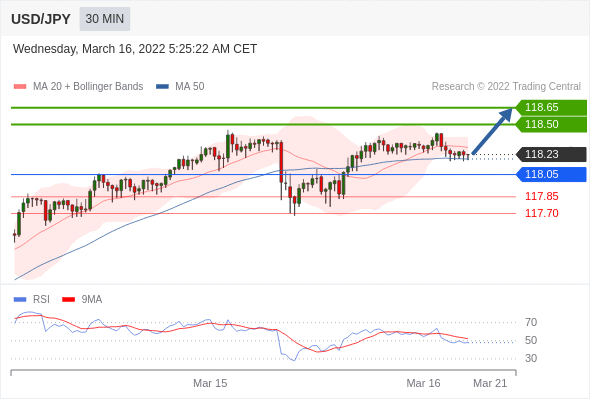 USD/JPY 30 MIN
Wednesday, March 16, 2022 5:25:22 AM CET
MA 20 + Bollinger Bands MA 50 Research © 2022 Trading Central
118.65
118.50
118.23
118.05
117.85
117.70
RSI 9MA
70
50
30
Mar 15 Mar 16 Mar 21